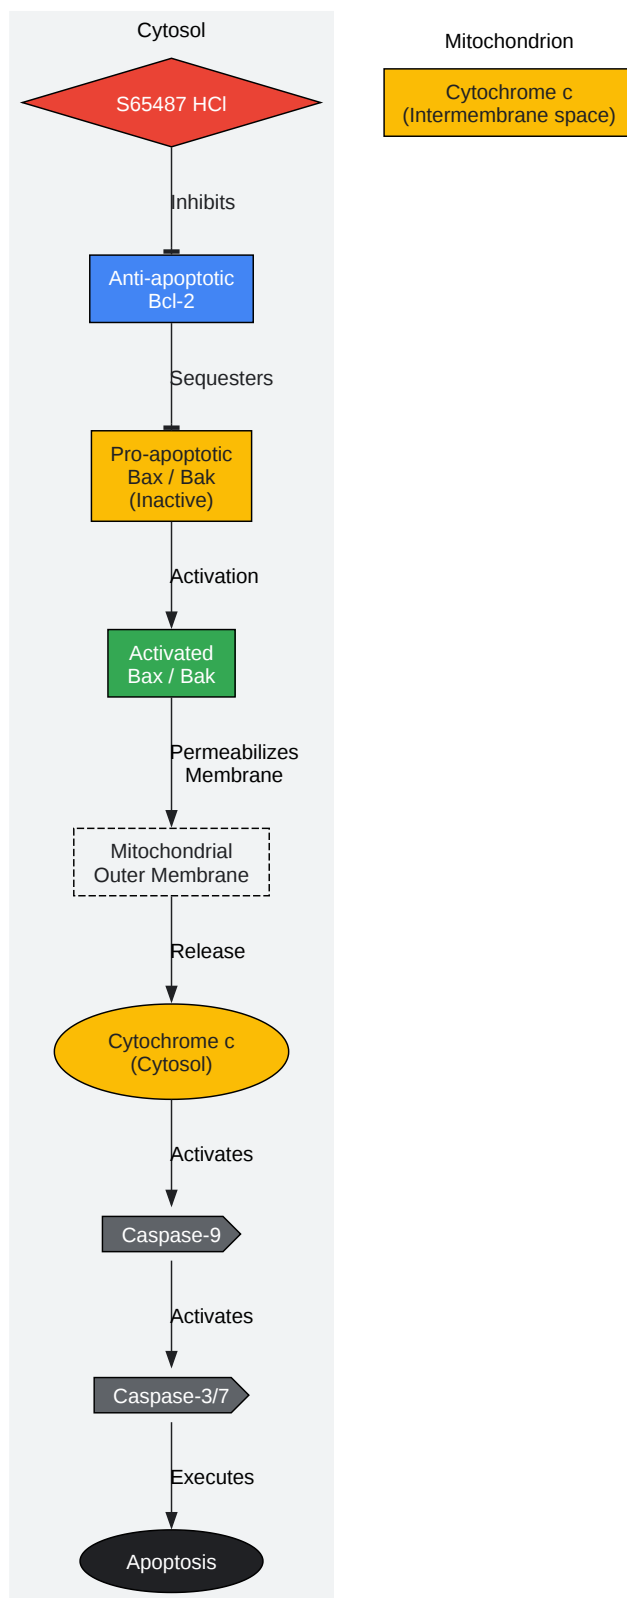 Cytosol
Mitochondrion
S65487 HCl
Cytochrome c
(Intermembrane space)
Inhibits
Anti-apoptotic
Bcl-2
Sequesters
Pro-apoptotic
Bax / Bak
(Inactive)
Activation
Activated
Bax / Bak
Permeabilizes
Membrane
Mitochondrial
Outer Membrane
Release
Cytochrome c
(Cytosol)
Activates
Caspase-9
Activates
Caspase-3/7
Executes
Apoptosis